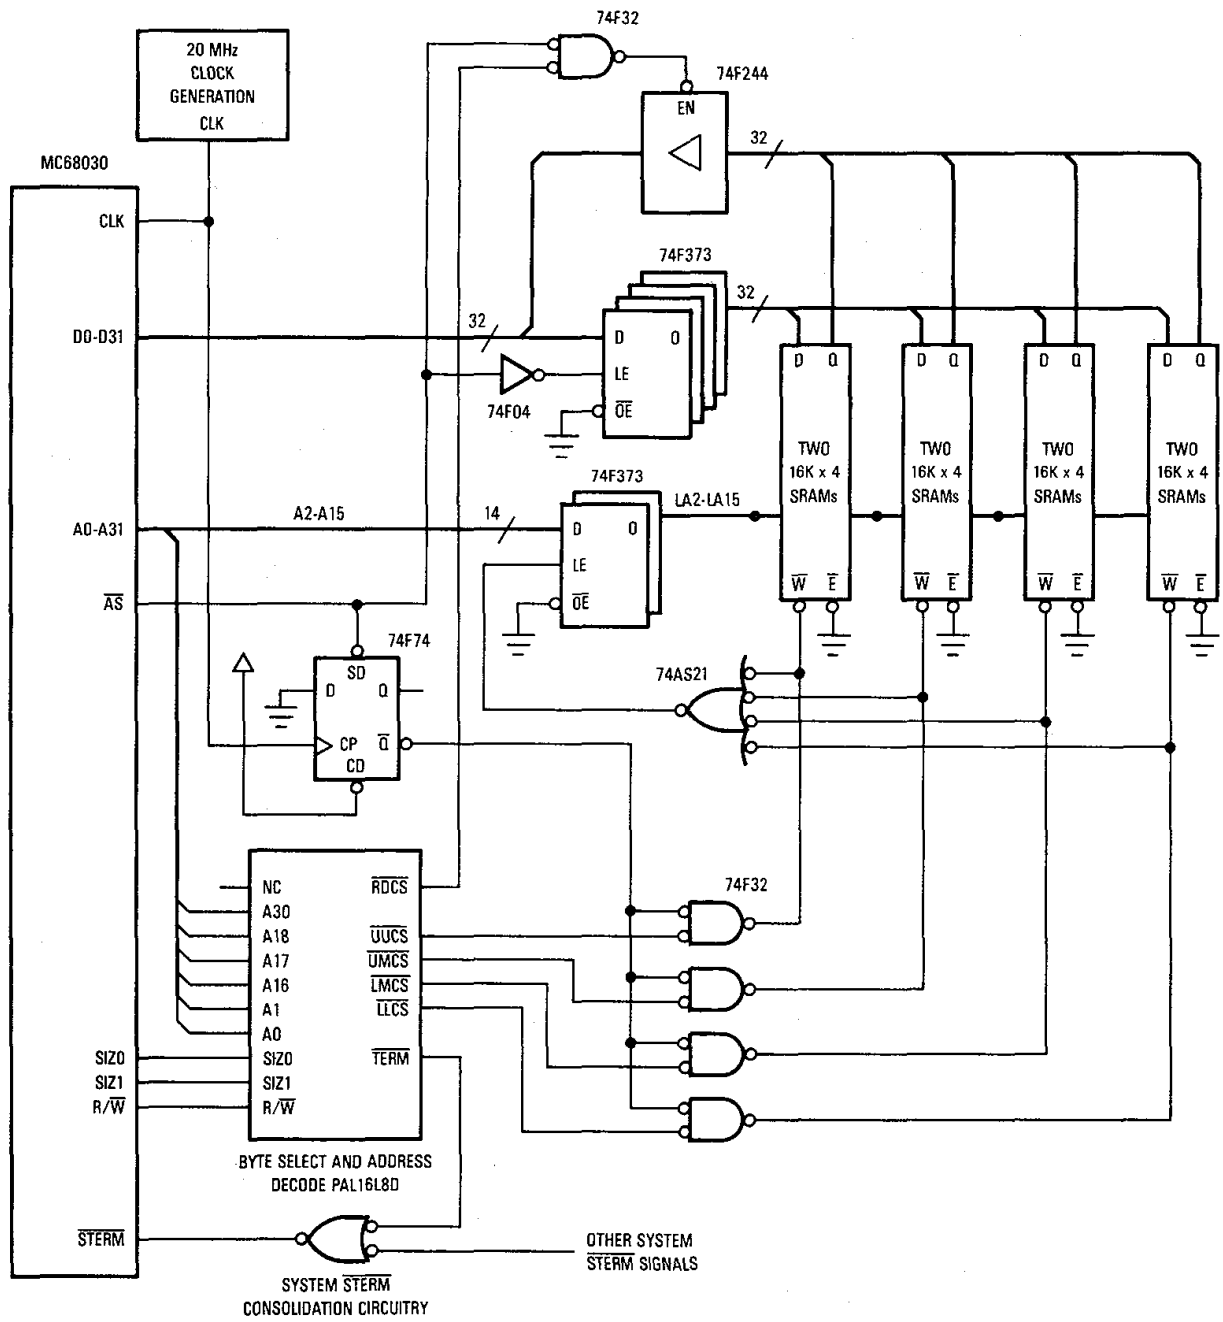 74F32
20 MHz
CLOCK
GENERATION
CLK
74F244
EN
32
MC68030
CLK
74F373
32
D0-D31
32
D O
LE
OE
74F04
D Q
D Q
D Q
D Q
TWO
16K x 4
SRAMs
TWO
16K x 4
SRAMs
TWO
16K x 4
SRAMs
TWO
16K x 4
SRAMs
74F373
LA2-LA15
A0-A31
A2-A15
14
D O
LE
OE
W E
W E
W E
W E
AS
74F74
SD
D Q
CP Q
CD
74AS21
74F32
NC
A30
A18
A17
A16
A1
A0
SIZ0
SIZ1
R/W
RDCS
UUCS
UMCS
LMCS
LLCS
TERM
SIZ0
SIZ1
R/W
BYTE SELECT AND ADDRESS
DECODE PAL16L8D
STERM
OTHER SYSTEM
STERM SIGNALS
SYSTEM STERM
CONSOLIDATION CIRCUITRY